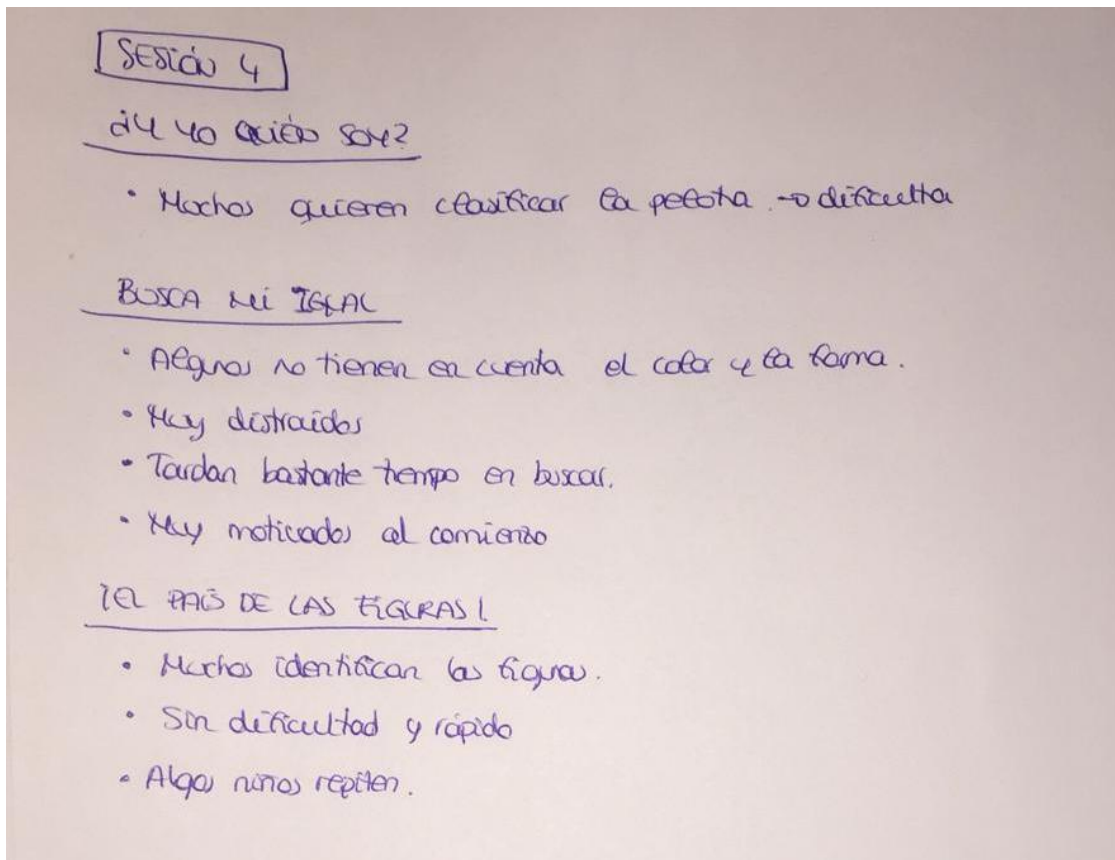 SESIÓN 4
¿Y YO QUIÉN SOY?
• Muchos quieren clasificar la pelota → dificulta
BUSCA MI IGUAL
• Algunos no tienen en cuenta el color y la forma.
• Muy distraídos
• Tardan bastante tiempo en buscar.
• Muy motivados al comienzo
¡EL PAÍS DE LAS FIGURAS!
• Muchos identifican las figuras.
• Sin dificultad y rápido
• Algos niños repiten.